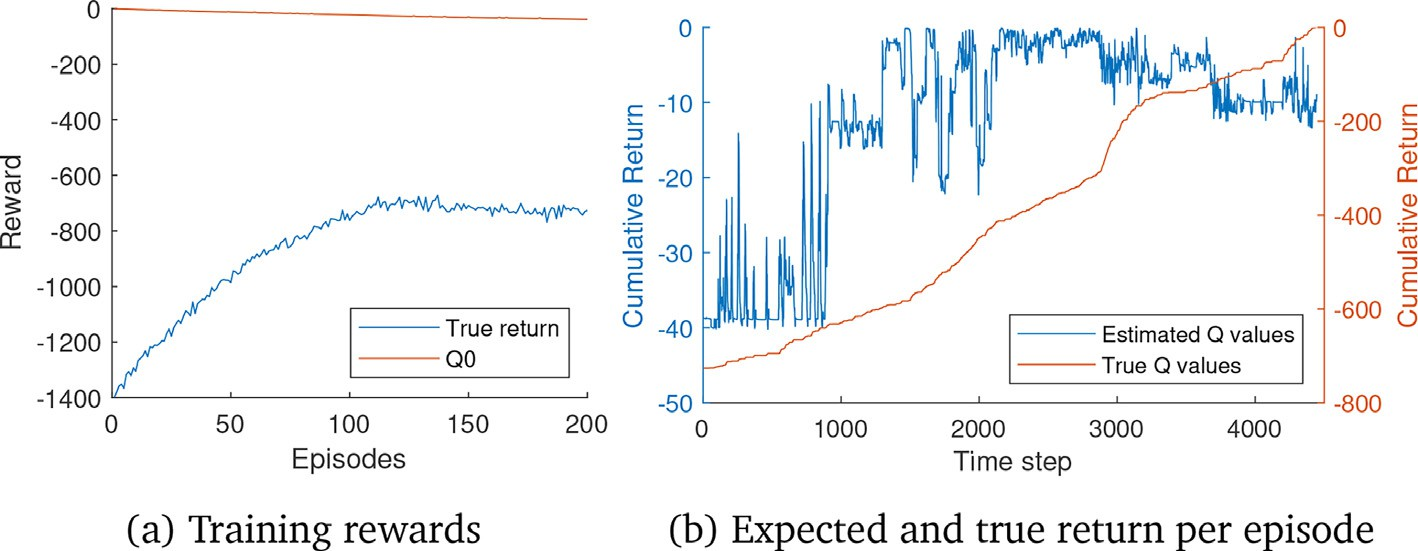 0
-200
-400
-600
-800
-1000
-1200
-1400
Reward
True return
Q0
0 50 100 150 200
Episodes
(a) Training rewards
0
-10
-20
-30
-40
-50
Cumulative Return
0
-200
-400
-600
-800
Cumulative Return
Estimated Q values
True Q values
0 1000 2000 3000 4000
Time step
(b) Expected and true return per episode